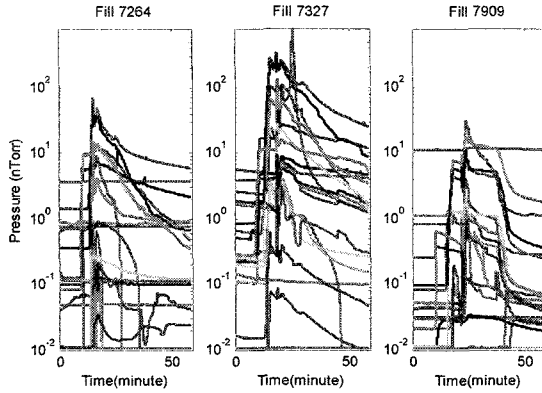 Fill 7264 Fill 7327 Fill 7909
Pressure (nTorr)
10^2 10^2 10^2
10^1 10^1 10^1
10^0 10^0 10^0
10^-1 10^-1 10^-1
10^-2 10^-2 10^-2
0 50 0 50 0 50
Time(minute) Time(minute) Time(minute)